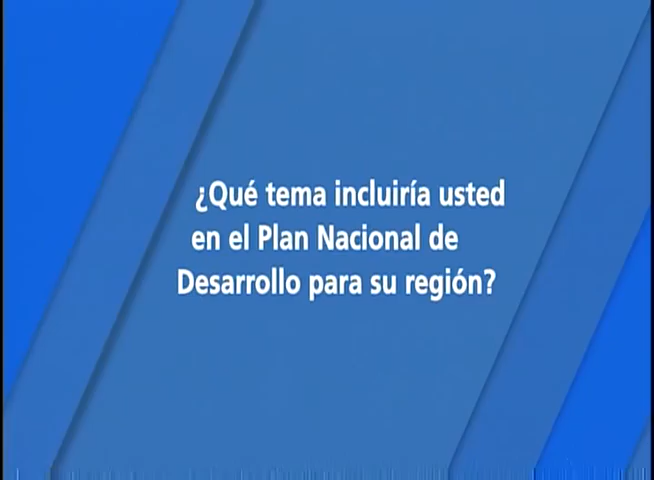 ¿Qué tema incluiría usted
en el Plan Nacional de
Desarrollo para su región?